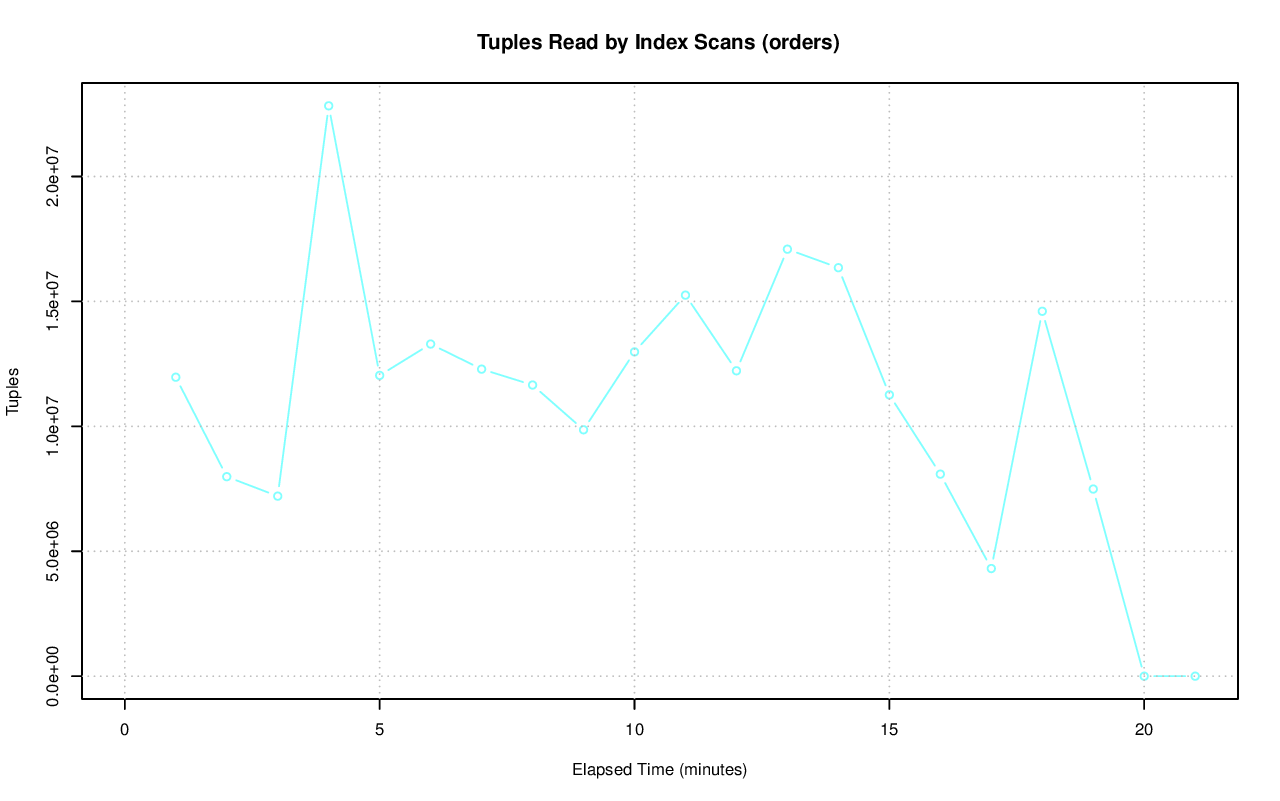 Tuples Read by Index Scans (orders)
Tuples
2.0e+07
1.5e+07
1.0e+07
5.0e+06
0.0e+00
0 5 10 15 20
Elapsed Time (minutes)